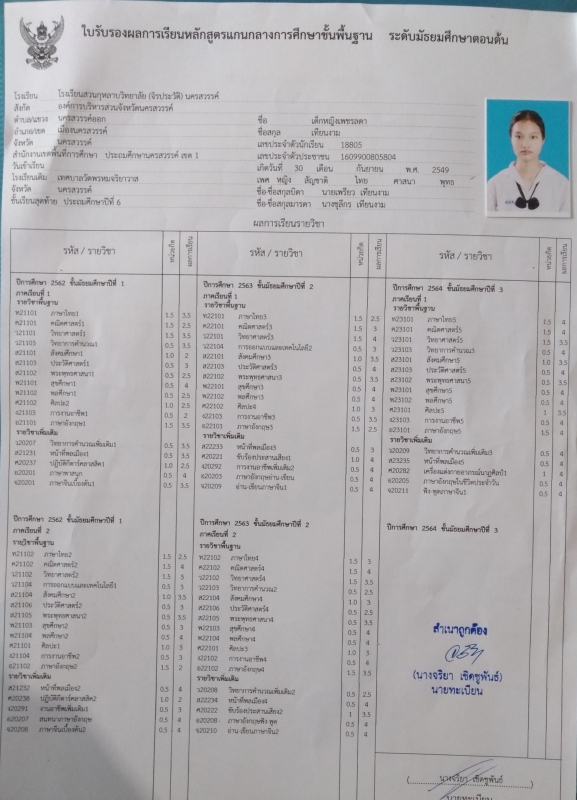 ใบรับรองผลการเรียนหลักสูตรแกนกลางการศึกษาขั้นพื้นฐาน ระดับมัธยมศึกษาตอนต้น
โรงเรียน โรงเรียนสวนกุหลาบวิทยาลัย (จิรประวัติ) นครสวรรค์
สังกัด องค์การบริหารส่วนจังหวัดนครสวรรค์
ตำบล/แขวง นครสวรรค์ออก ชื่อ เด็กหญิงเพชรลดา
อำเภอ/เขต เมืองนครสวรรค์ ชื่อสกุล เทียนงาม
จังหวัด นครสวรรค์ เลขประจำตัวนักเรียน 18805
สำนักงานเขตพื้นที่การศึกษา ประถมศึกษานครสวรรค์ เขต 1 เลขประจำตัวประชาชน 1609900805804
วันเข้าเรียน เกิดวันที่ 30 เดือน กันยายน พ.ศ. 2549
โรงเรียนเดิม เทศบาลวัดพรหมจริยาวาส เพศ หญิง สัญชาติ ไทย ศาสนา พุทธ
จังหวัด นครสวรรค์ ชื่อ-ชื่อสกุลบิดา นายเพรียว เทียนงาม
ชั้นเรียนสุดท้าย ประถมศึกษาปีที่ 6 ชื่อ-ชื่อสกุลมารดา นางชุลีกร เทียนงาม
ผลการเรียนรายวิชา
รหัส / รายวิชา หน่วยกิต ผลการเรียน รหัส / รายวิชา หน่วยกิต ผลการเรียน รหัส / รายวิชา หน่วยกิต ผลการเรียน
ปีการศึกษา 2562 ชั้นมัธยมศึกษาปีที่ 1
ภาคเรียนที่ 1
รายวิชาพื้นฐาน
ท21101 ภาษาไทย1 1.5 3.5
ค21101 คณิตศาสตร์1 1.5 2.5
ว21101 วิทยาศาสตร์1 1.5 3.5
ว21103 วิทยาการคำนวณ1 0.5 3.5
ส21101 สังคมศึกษา1 1.0 2
ส21103 ประวัติศาสตร์1 0.5 3
ส21102 พระพุทธศาสนา1 0.5 2.5
พ21101 สุขศึกษา1 0.5 4
พ21102 พลศึกษา1 0.5 4
ศ21102 ศิลปะ2 1.0 2.5
ง21103 การงานอาชีพ1 0.5 2
อ21101 ภาษาอังกฤษ1 1.5 3.5
รายวิชาเพิ่มเติม
ว20207 วิทยาการคำนวณเพิ่มเติม1 0.5 3.5
ส21231 หน้าที่พลเมือง1 0.5 3.5
ศ20237 ปฏิบัติกีตาร์คลาสสิค1 1.0 2.5
อ20201 ภาษาพาสนุก 0.5 4
จ20201 ภาษาจีนเบื้องต้น1 0.5 3.5
ปีการศึกษา 2563 ชั้นมัธยมศึกษาปีที่ 2
ภาคเรียนที่ 1
รายวิชาพื้นฐาน
ท22101 ภาษาไทย3 1.5 2.5
ค22101 คณิตศาสตร์3 1.5 3
ว22101 วิทยาศาสตร์3 1.5 4
ว22104 การออกแบบและเทคโนโลยี2 0.5 3
ส22101 สังคมศึกษา3 1.0 3.5
ส22103 ประวัติศาสตร์3 0.5 4
ส22102 พระพุทธศาสนา3 0.5 2.5
พ22101 สุขศึกษา3 0.5 4
พ22102 พลศึกษา3 0.5 4
ศ22102 ศิลปะ4 1.0 3
ง22103 การงานอาชีพ3 0.5 3.5
อ22101 ภาษาอังกฤษ3 1.5 2.5
รายวิชาเพิ่มเติม
ส22233 หน้าที่พลเมือง3 0.5 3
ศ20221 ขับร้องประสานเสียง1 1.0 4
ง20292 การงานอาชีพเพิ่มเติม2 0.5 4
อ20205 ภาษาอังกฤษอ่าน-เขียน 0.5 4
จ20209 อ่าน-เขียนภาษาจีน1 0.5 4
ปีการศึกษา 2564 ชั้นมัธยมศึกษาปีที่ 3
ภาคเรียนที่ 1
รายวิชาพื้นฐาน
ท23101 ภาษาไทย5 1.5 4
ค23101 คณิตศาสตร์5 1.5 4
ว23101 วิทยาศาสตร์5 1.5 3.5
ว23103 วิทยาการคำนวณ3 0.5 4
ส23101 สังคมศึกษา5 1.0 3.5
ส23103 ประวัติศาสตร์5 0.5 4
ส23102 พระพุทธศาสนา5 0.5 3.5
พ23101 สุขศึกษา5 0.5 4
พ23102 พลศึกษา5 0.5 4
ศ23101 ศิลปะ5 1 3.5
ง23103 การงานอาชีพ5 0.5 4
อ23101 ภาษาอังกฤษ5 1.5 4
รายวิชาเพิ่มเติม
ว20209 วิทยาการคำนวณเพิ่มเติม3 0.5 4
ส23235 หน้าที่พลเมือง5 0.5 4
ศ20282 เครื่องแต่งกายอาภรณ์นาฏศิลป์1 1 4
อ20215 ภาษาอังกฤษในชีวิตประจำวัน 0.5 4
จ20211 ฟัง-พูดภาษาจีน1 0.5 4
ปีการศึกษา 2562 ชั้นมัธยมศึกษาปีที่ 1
ภาคเรียนที่ 2
รายวิชาพื้นฐาน
ท21102 ภาษาไทย2 1.5 2.5
ค21102 คณิตศาสตร์2 1.5 4
ว21102 วิทยาศาสตร์2 1.5 3
ว21104 การออกแบบและเทคโนโลยี1 0.5 3
ส21104 สังคมศึกษา2 1.0 3.5
ส21106 ประวัติศาสตร์2 0.5 3
ส21105 พระพุทธศาสนา2 0.5 3.5
พ21103 สุขศึกษา2 0.5 3
พ21104 พลศึกษา2 0.5 4
ศ21101 ศิลปะ1 1.0 3
ง21104 การงานอาชีพ2 0.5 3
อ21102 ภาษาอังกฤษ2 1.5 2
รายวิชาเพิ่มเติม
ส21232 หน้าที่พลเมือง2 0.5 4
ศ20238 ปฏิบัติกีตาร์คลาสสิค2 1.0 2
ง20291 งานอาชีพเพิ่มเติม1 0.5 3
อ20207 สนทนาภาษาอังกฤษ 0.5 4
จ20208 ภาษาจีนเบื้องต้น2 0.5 4
ปีการศึกษา 2563 ชั้นมัธยมศึกษาปีที่ 2
ภาคเรียนที่ 2
รายวิชาพื้นฐาน
ท22102 ภาษาไทย4 1.5 3
ค22102 คณิตศาสตร์4 1.5 4
ว22102 วิทยาศาสตร์4 1.5 3.5
ว22103 วิทยาการคำนวณ2 0.5 4
ส22104 สังคมศึกษา4 1.0 3
ส22106 ประวัติศาสตร์4 0.5 3.5
ส22105 พระพุทธศาสนา4 0.5 2.5
พ22103 สุขศึกษา4 0.5 4
พ22104 พลศึกษา4 0.5 4
ศ22101 ศิลปะ3 1.0 3
ง22102 การงานอาชีพ4 0.5 4
อ22102 ภาษาอังกฤษ4 1.5 3.5
รายวิชาเพิ่มเติม
ว20208 วิทยาการคำนวณเพิ่มเติม2 0.5 2.5
ส22234 หน้าที่พลเมือง4 0.5 4
ศ20222 ขับร้องประสานเสียง2 1 3.5
อ20208 ภาษาอังกฤษฟัง-พูด 0.5 4
จ20210 อ่าน-เขียนภาษาจีน2 0.5 4
ปีการศึกษา 2564 ชั้นมัธยมศึกษาปีที่ 3
สำเนาถูกต้อง
(นางจริยา เชิดชูพันธ์)
นายทะเบียน
( นางจริยา เชิดชูพันธ์ )
นายทะเบียน